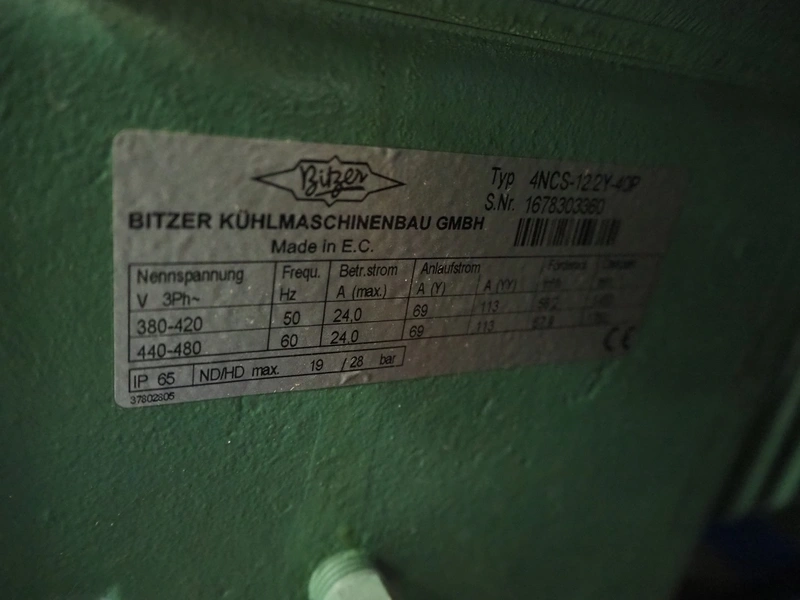 Bitzer
Typ 4NCS-12.2Y-40P
S.Nr. 1678303360
BITZER KÜHLMASCHINENBAU GMBH
Made in E.C.
Nennspannung Frequ. Betr.strom Anlaufstrom
V 3Ph~ Hz A (max.) A (Y) A (YY)
380-420 50 24,0 69 113
440-480 60 24,0 69 113
CE
IP 65 ND/HD max. 19 / 28 bar
37802805